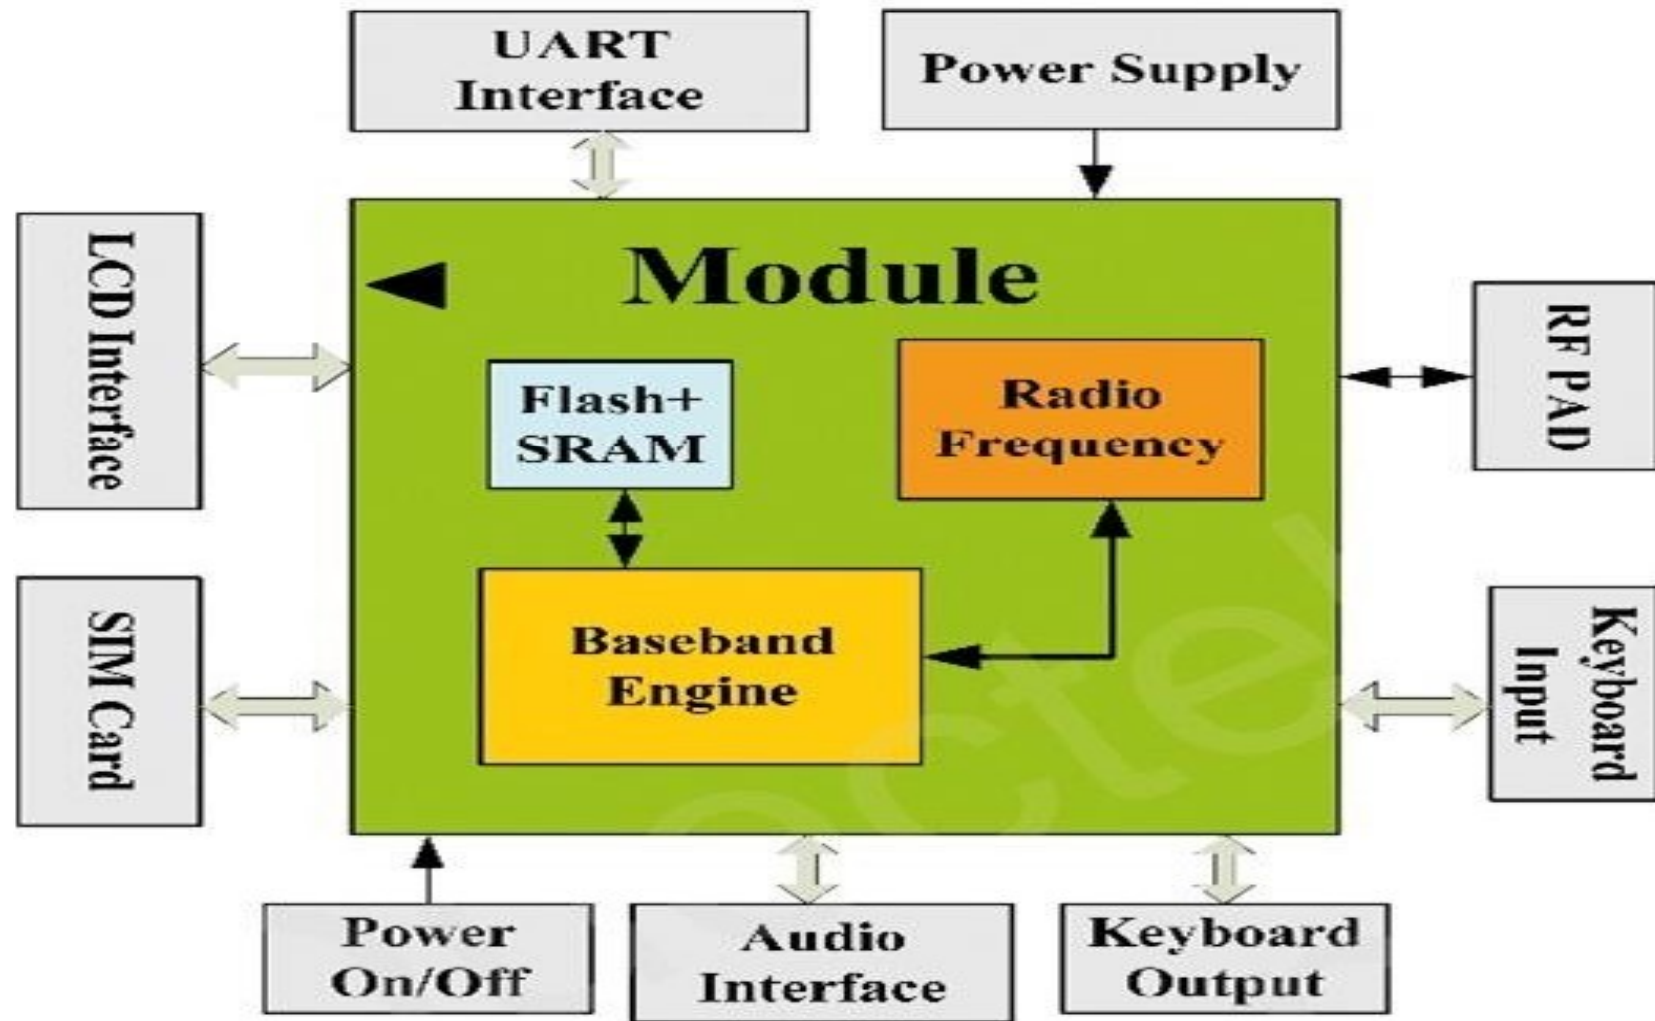 UART
Interface
Power Supply
LCD Interface
Module
RF PAD
Flash+
SRAM
Radio
Frequency
SIM Card
Baseband
Engine
Keyboard
Input
Power
On/Off
Audio
Interface
Keyboard
Output